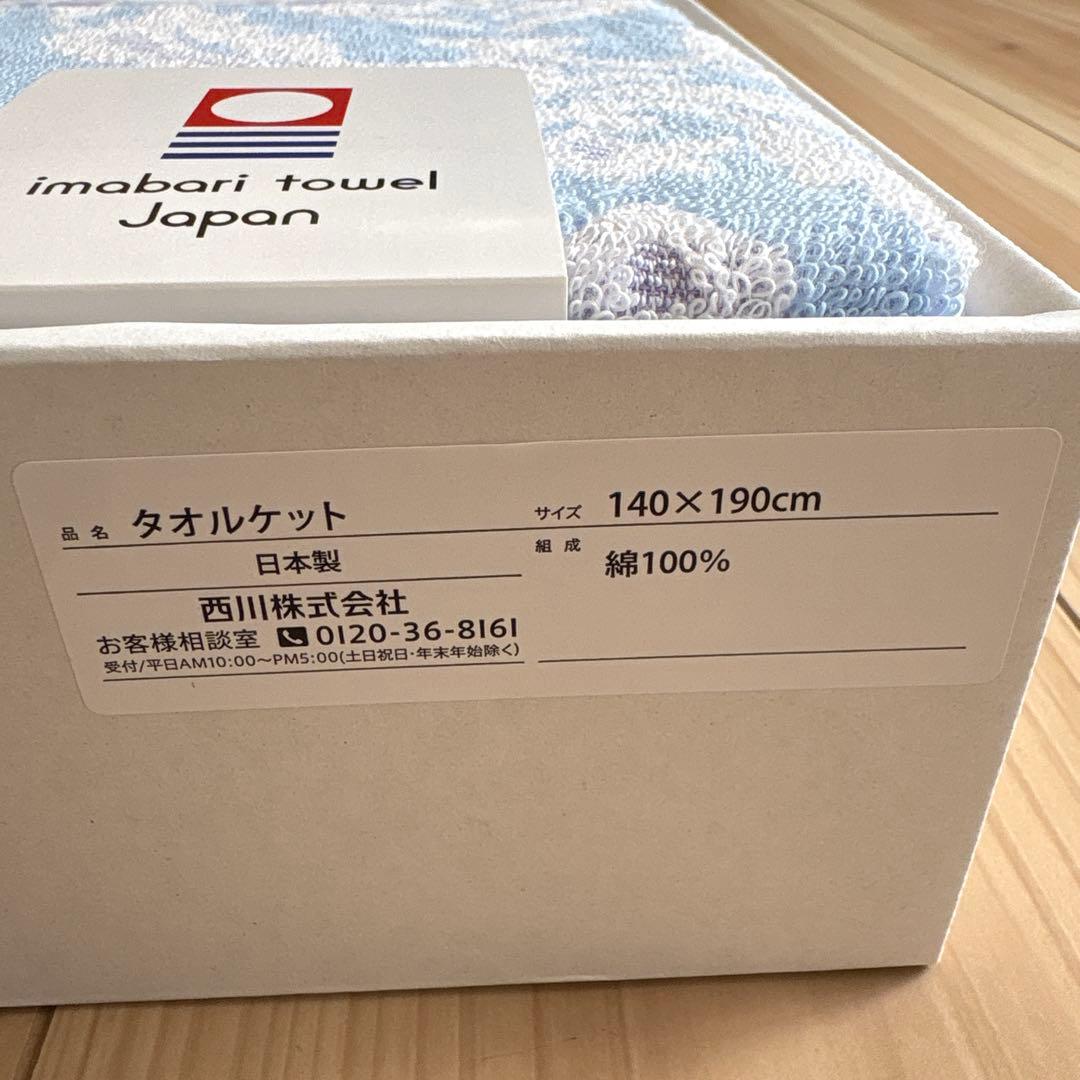 imabari towel
Japan
品名 タオルケット
日本製
西川株式会社
お客様相談室 0120-36-8161
受付/平日AM10:00〜PM5:00(土日祝日・年末年始除く)
サイズ 140×190cm
組成 綿100%